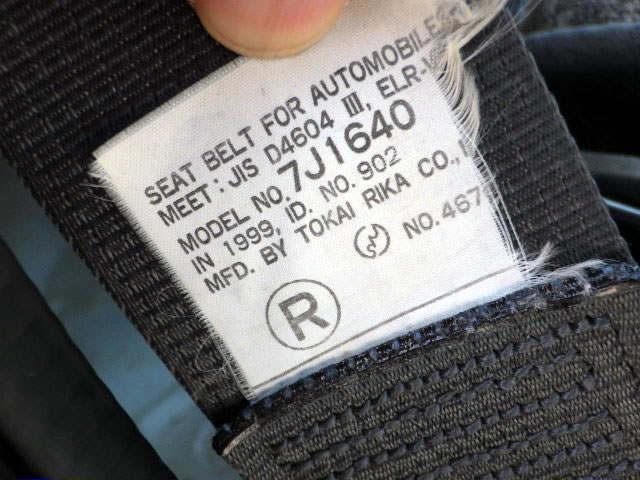 SEAT BELT FOR AUTOMOBILE
MEET : JIS D4604 III, ELR-V
MODEL NO. 7J1640
IN 1999, ID. NO. 902
MFD. BY TOKAI RIKA CO.,
NO. 467
R